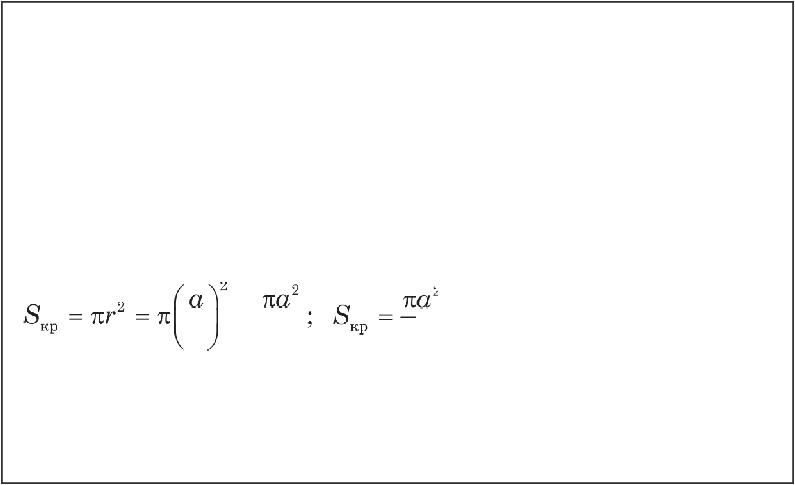 S_кр = πr² = π(a)² πa² ; S_кр = πa²